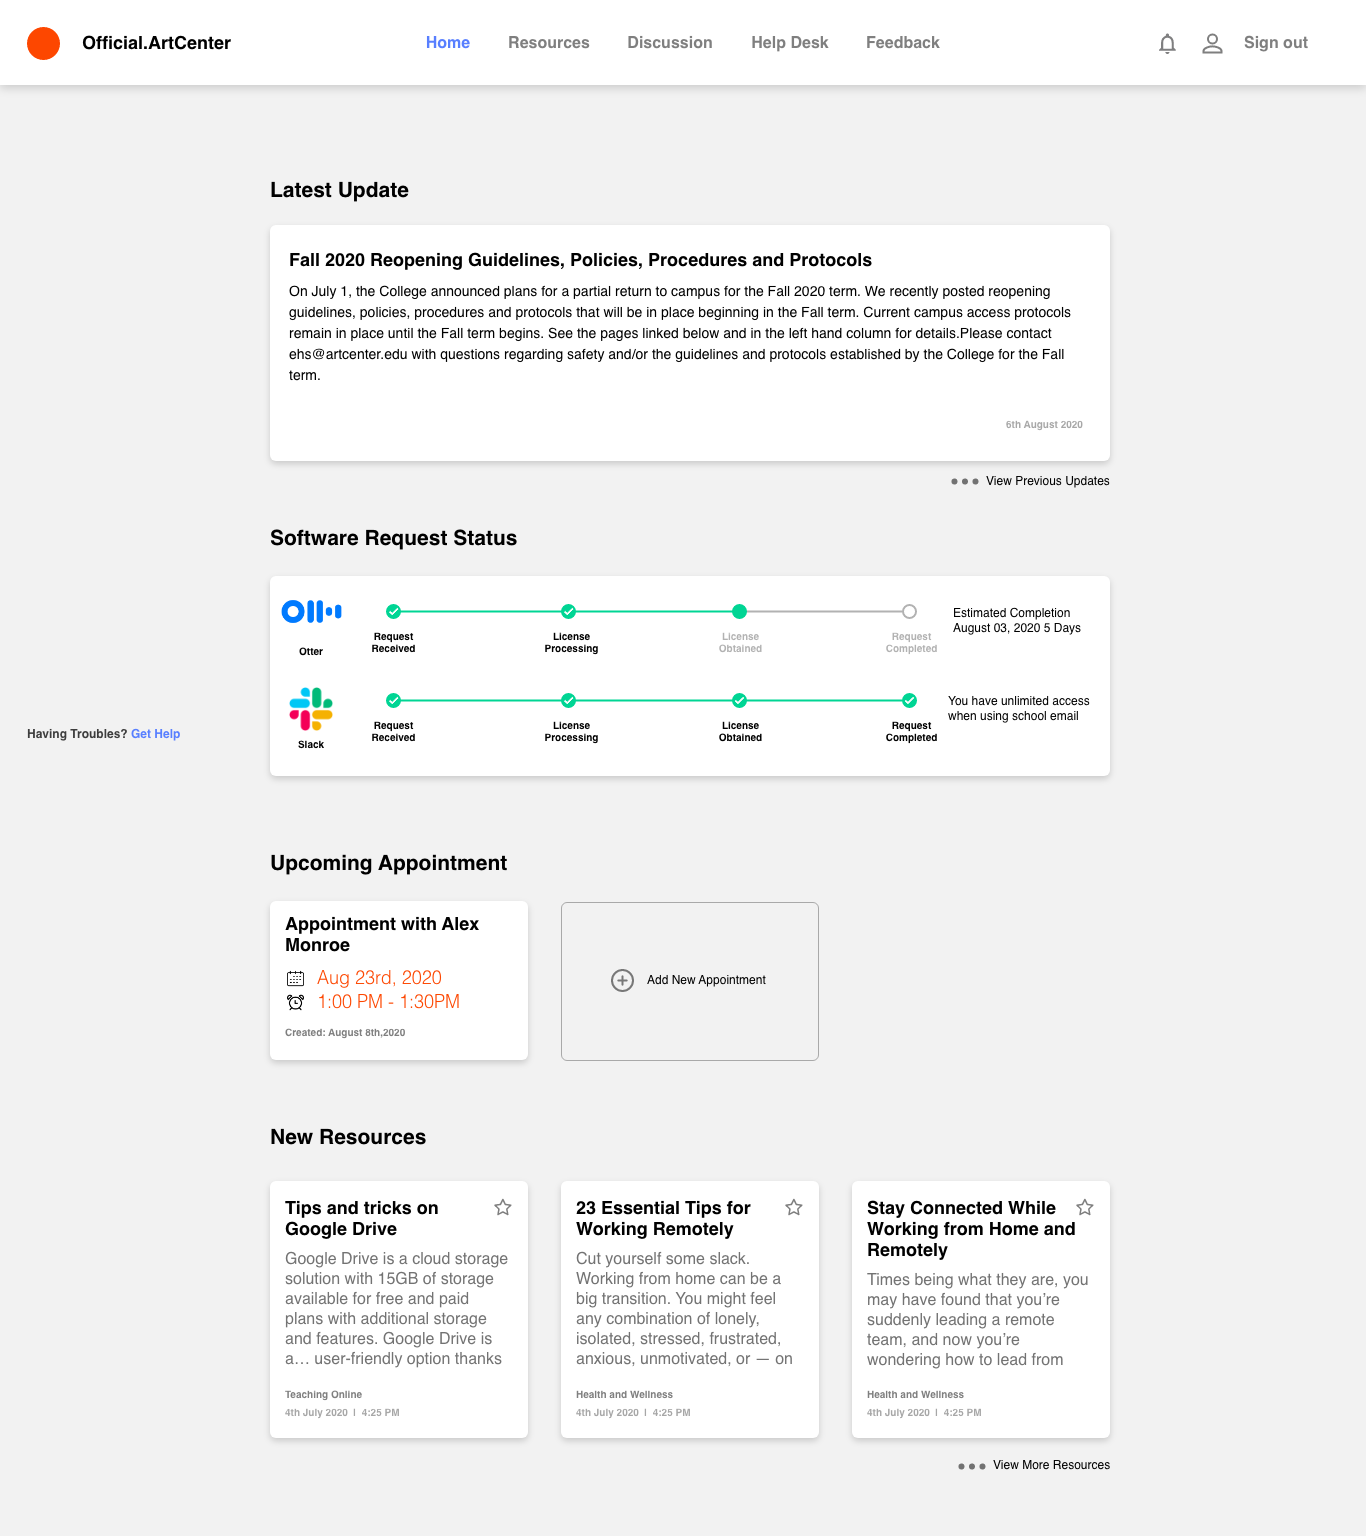 Official.ArtCenter
Home
Resources
Discussion
Help Desk
Feedback
Sign out
Latest Update
Fall 2020 Reopening Guidelines, Policies, Procedures and Protocols
On July 1, the College announced plans for a partial return to campus for the Fall 2020 term. We recently posted reopening
guidelines, policies, procedures and protocols that will be in place beginning in the Fall term. Current campus access protocols
remain in place until the Fall term begins. See the pages linked below and in the left hand column for details.Please contact
ehs@artcenter.edu with questions regarding safety and/or the guidelines and protocols established by the College for the Fall
term.
6th August 2020
View Previous Updates
Software Request Status
Otter
Request
Received
License
Processing
License
Obtained
Request
Completed
Estimated Completion
August 03, 2020 5 Days
Slack
Request
Received
License
Processing
License
Obtained
Request
Completed
You have unlimited access
when using school email
Having Troubles? Get Help
Upcoming Appointment
Appointment with Alex
Monroe
Aug 23rd, 2020
1:00 PM - 1:30PM
Created: August 8th,2020
Add New Appointment
New Resources
Tips and tricks on
Google Drive
Google Drive is a cloud storage
solution with 15GB of storage
available for free and paid
plans with additional storage
and features. Google Drive is
a... user-friendly option thanks
Teaching Online
4th July 2020 | 4:25 PM
23 Essential Tips for
Working Remotely
Cut yourself some slack.
Working from home can be a
big transition. You might feel
any combination of lonely,
isolated, stressed, frustrated,
anxious, unmotivated, or — on
Health and Wellness
4th July 2020 | 4:25 PM
Stay Connected While
Working from Home and
Remotely
Times being what they are, you
may have found that you're
suddenly leading a remote
team, and now you're
wondering how to lead from
Health and Wellness
4th July 2020 | 4:25 PM
View More Resources